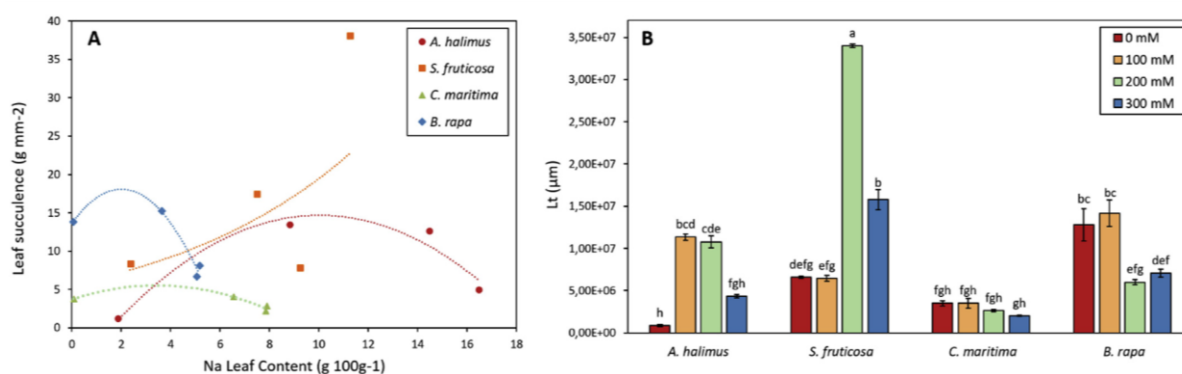 A
A. halimus
S. fruticosa
C. maritima
B. rapa
Leaf succulence (g mm-2)
40
35
30
25
20
15
10
5
0
0 2 4 6 8 10 12 14 16 18
Na Leaf Content (g 100g-1)
B
0 mM
100 mM
200 mM
300 mM
Lt (µm)
3,50E+07
3,00E+07
2,50E+07
2,00E+07
1,50E+07
1,00E+07
5,00E+06
0,00E+00
h bcd cde fgh
defg efg a b
fgh fgh fgh gh
bc bc efg def
A. halimus S. fruticosa C. maritima B. rapa